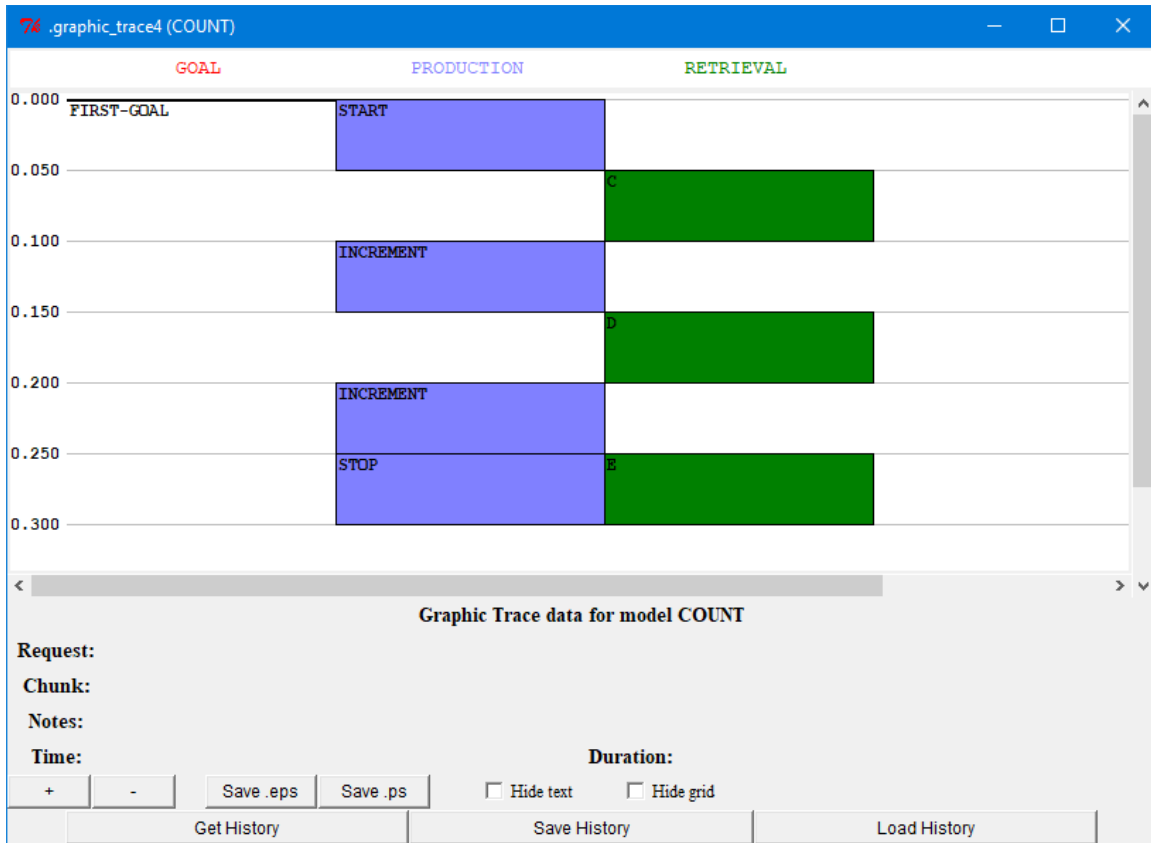 .graphic_trace4 (COUNT)
GOAL PRODUCTION RETRIEVAL
0.000
FIRST-GOAL START
0.050
C
0.100
INCREMENT
0.150
D
0.200
INCREMENT
0.250
STOP E
0.300
Graphic Trace data for model COUNT
Request:
Chunk:
Notes:
Time: Duration:
+ - Save .eps Save .ps Hide text Hide grid
Get History Save History Load History